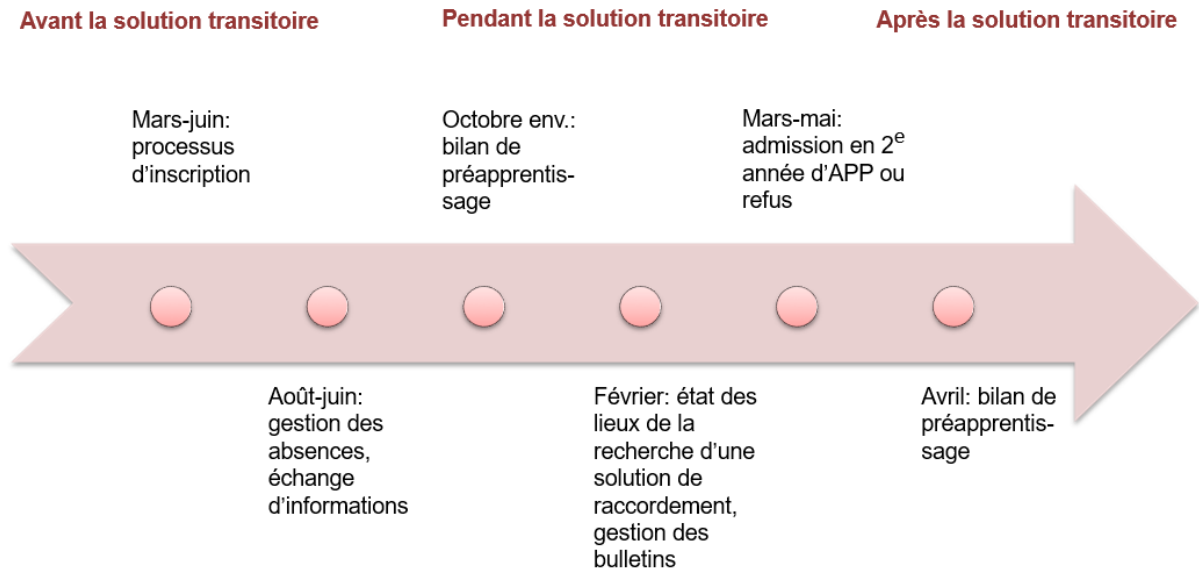 Avant la solution transitoire
Pendant la solution transitoire
Après la solution transitoire
Mars-juin:
processus
d’inscription
Octobre env.:
bilan de
préapprentis-
sage
Mars-mai:
admission en 2e
année d’APP ou
refus
Août-juin:
gestion des
absences,
échange
d’informations
Février: état des
lieux de la
recherche d’une
solution de
raccordement,
gestion des
bulletins
Avril: bilan de
préapprentis-
sage